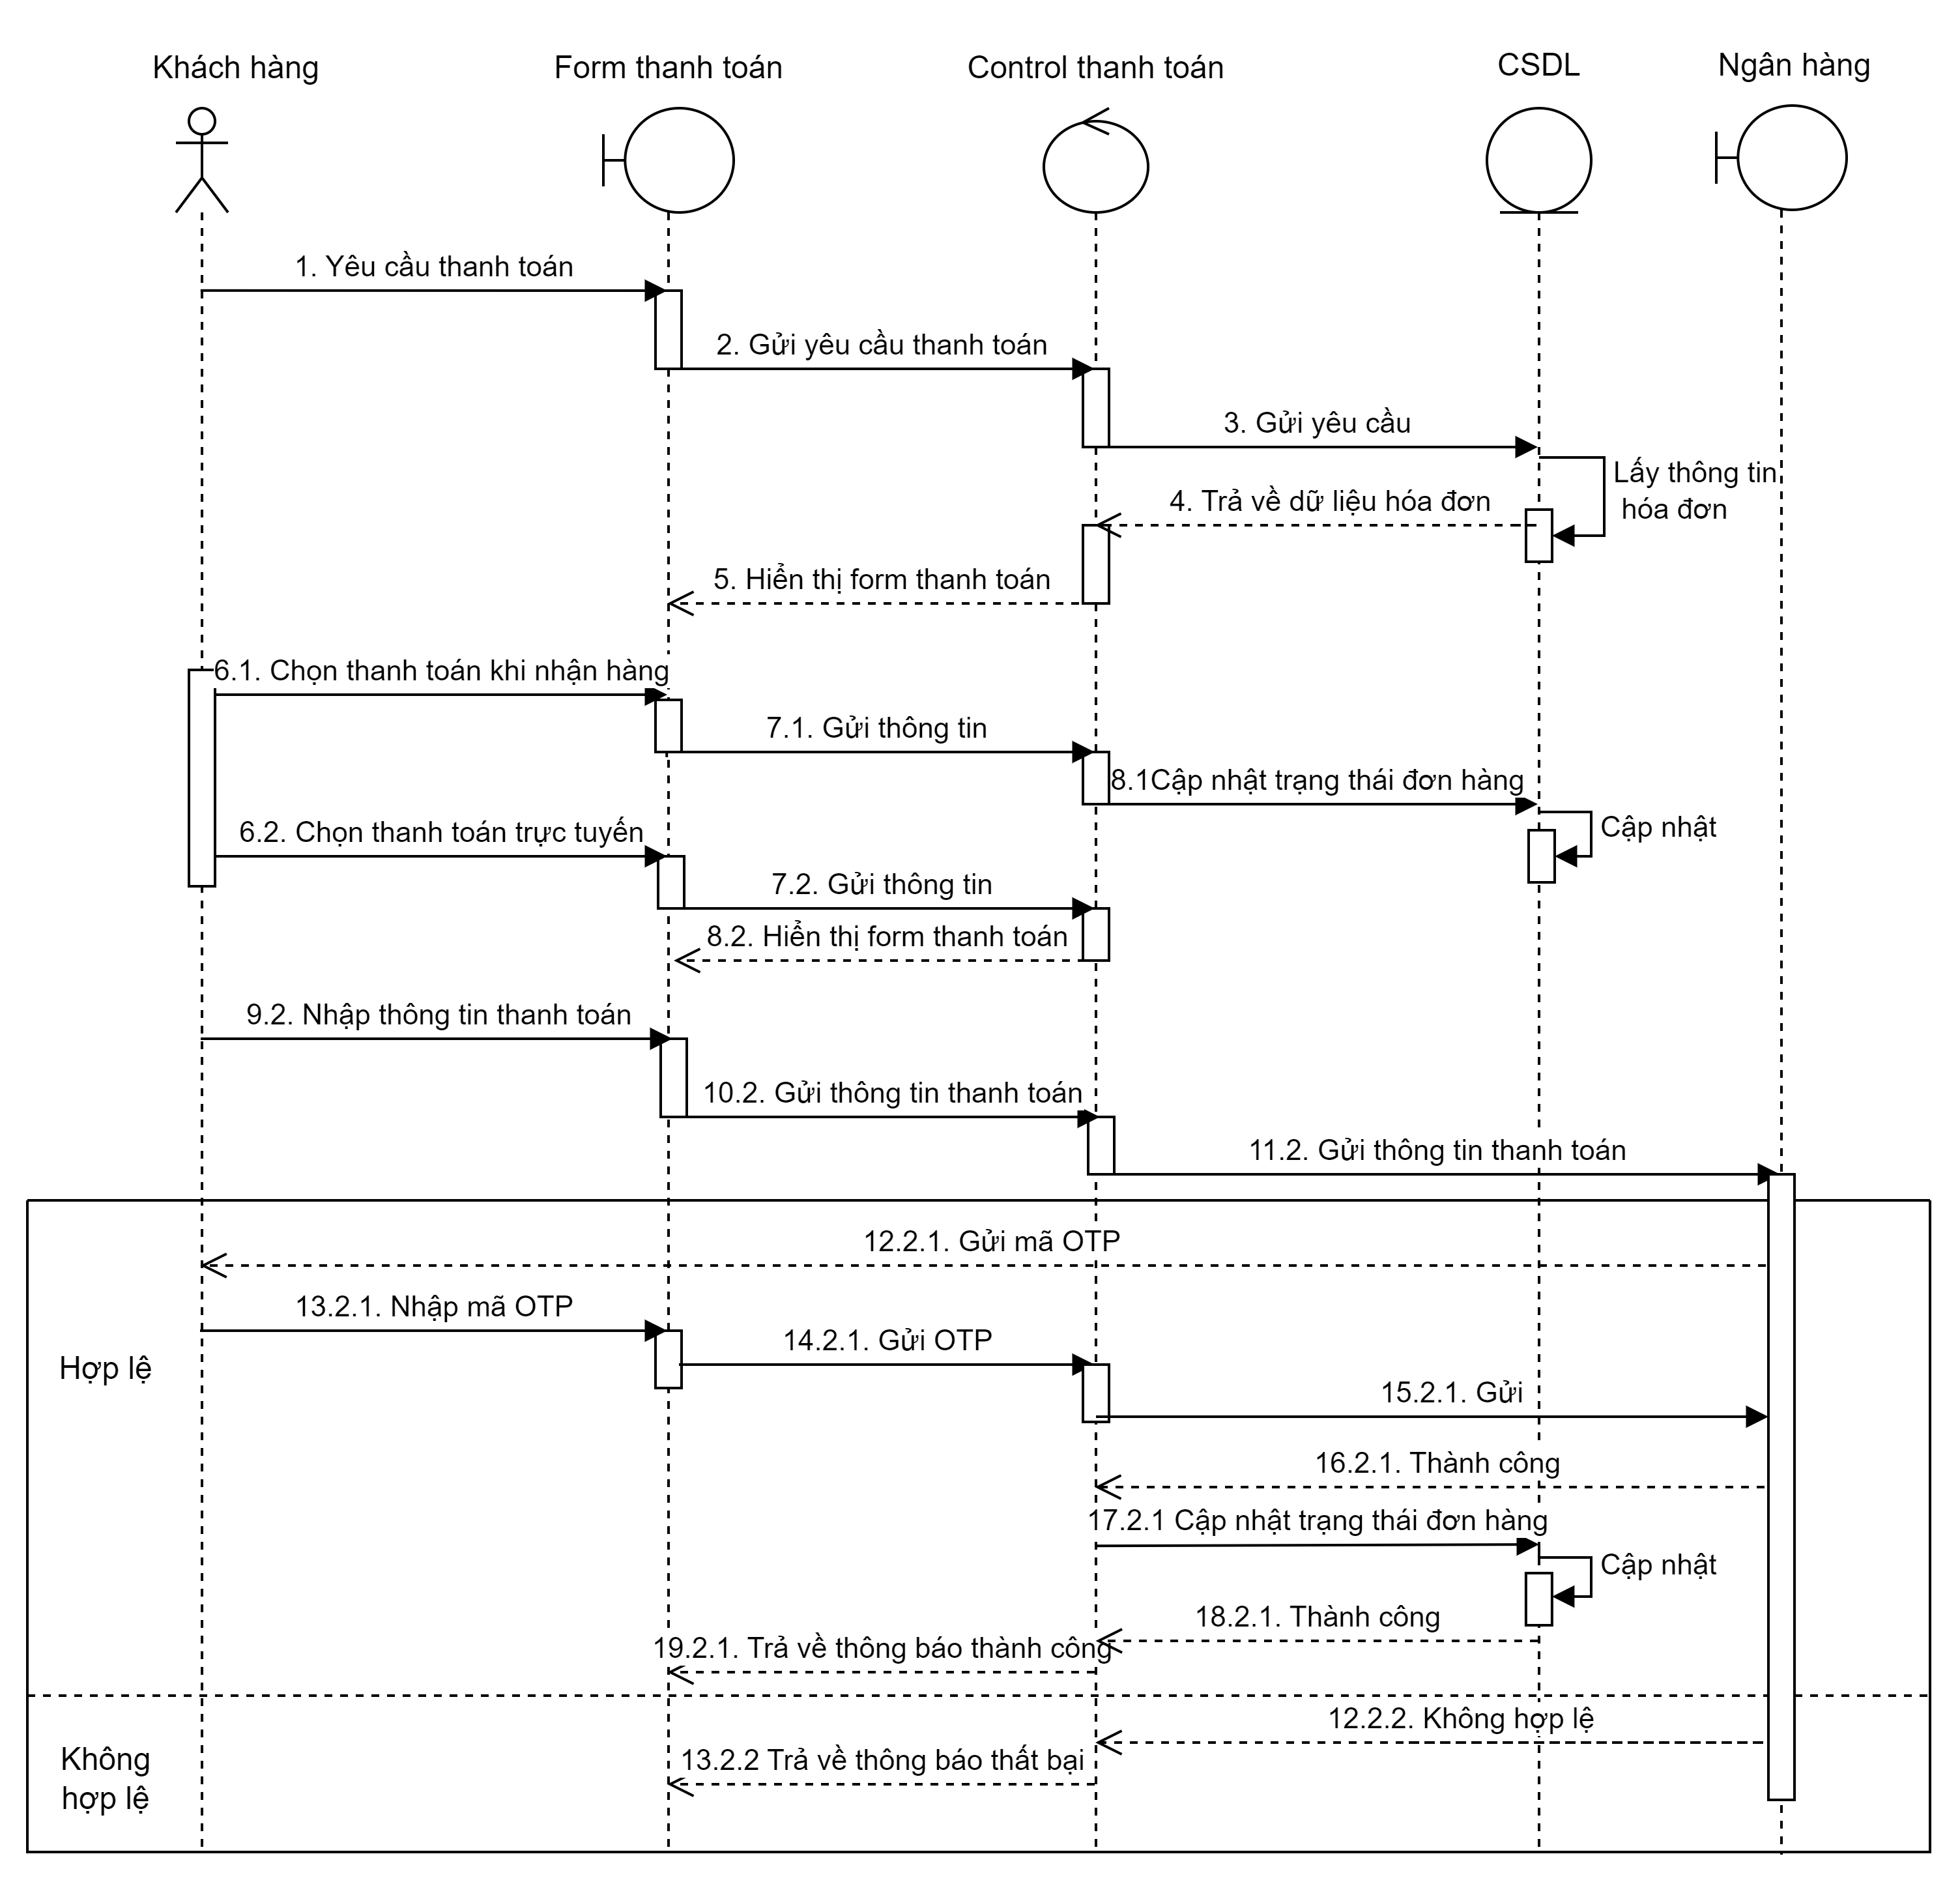 Khách hàng
Form thanh toán
Control thanh toán
CSDL
Ngân hàng
1. Yêu cầu thanh toán
2. Gửi yêu cầu thanh toán
3. Gửi yêu cầu
Lấy thông tin
hóa đơn
4. Trả về dữ liệu hóa đơn
5. Hiển thị form thanh toán
6.1. Chọn thanh toán khi nhận hàng
7.1. Gửi thông tin
8.1Cập nhật trạng thái đơn hàng
Cập nhật
6.2. Chọn thanh toán trực tuyến
7.2. Gửi thông tin
8.2. Hiển thị form thanh toán
9.2. Nhập thông tin thanh toán
10.2. Gửi thông tin thanh toán
11.2. Gửi thông tin thanh toán
12.2.1. Gửi mã OTP
13.2.1. Nhập mã OTP
14.2.1. Gửi OTP
Hợp lệ
15.2.1. Gửi
16.2.1. Thành công
17.2.1 Cập nhật trạng thái đơn hàng
Cập nhật
18.2.1. Thành công
19.2.1. Trả về thông báo thành công
12.2.2. Không hợp lệ
13.2.2 Trả về thông báo thất bại
Không
hợp lệ